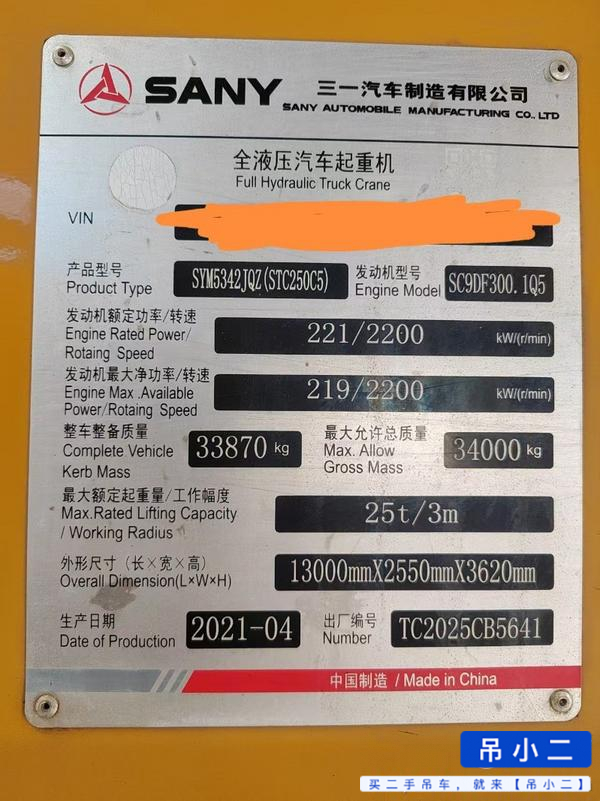 SANY 三一汽车制造有限公司
SANY AUTOMOBILE MANUFACTURING CO., LTD
全液压汽车起重机
Full Hydraulic Truck Crane
VIN
产品型号 SYM5342JQZ(STC250C5) 发动机型号 SC9DF300.1Q5
Product Type Engine Model
发动机额定功率/转速
Engine Rated Power/ 221/2200 kW/(r/min)
Rotaing Speed
发动机最大净功率/转速
Engine Max .Available 219/2200 kW/(r/min)
Power/Rotaing Speed
整车整备质量 最大允许总质量
Complete Vehicle 33870 kg Max. Allow 34000 kg
Kerb Mass Gross Mass
最大额定起重量/工作幅度
Max.Rated Lifting Capacity 25t/3m
/ Working Radius
外形尺寸（长×宽×高）
Overall Dimension(L×W×H) 13000mmX2550mmX3620mm
生产日期 2021-04 出厂编号 TC2025CB5641
Date of Production Number
中国制造 / Made in China
吊小二
买二手吊车，就来【吊小二】